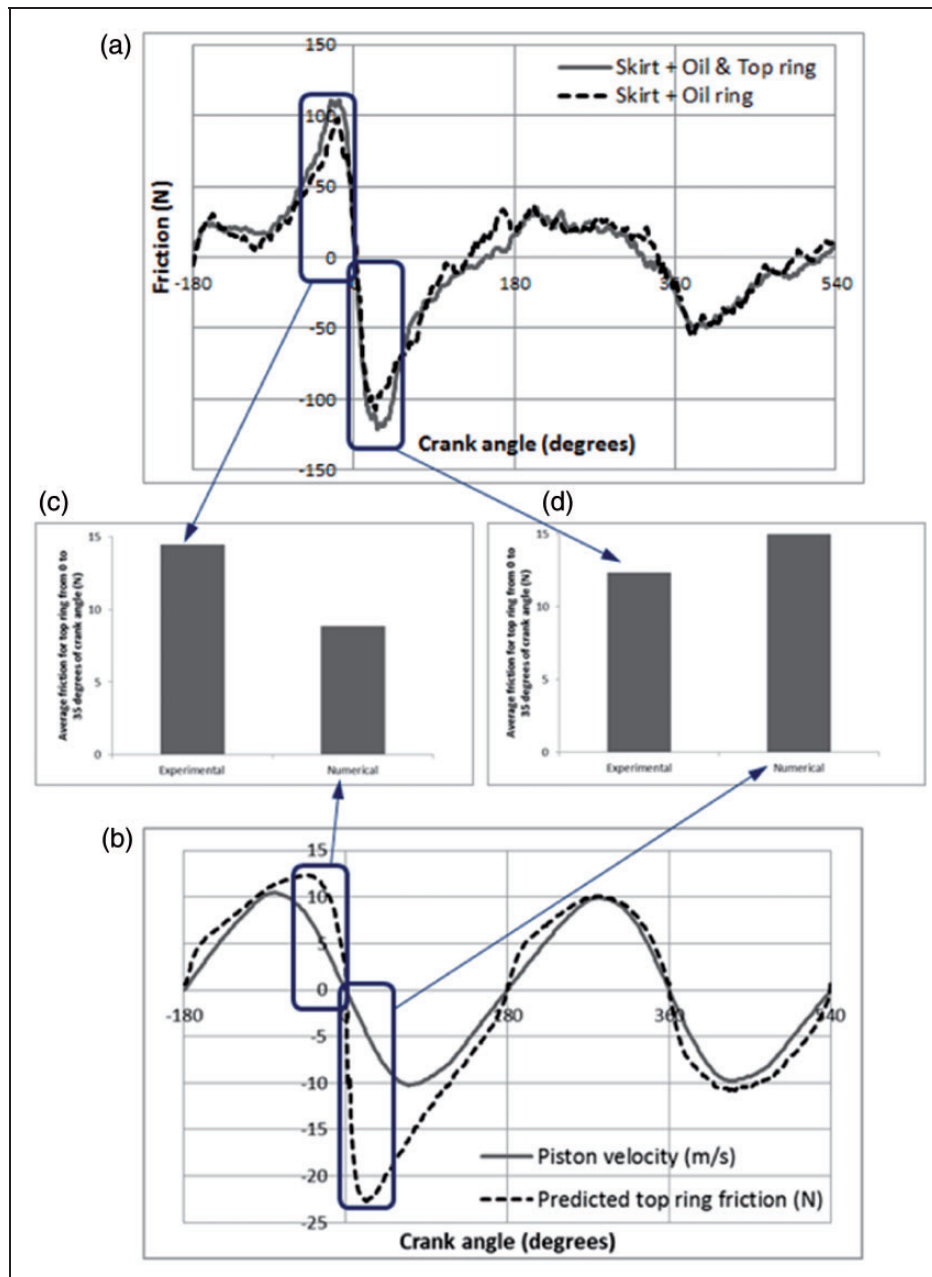 (a)
150
100
50
0
-50
-100
-150
-180
0
180
360
540
Friction (N)
Crank angle (degrees)
Skirt + Oil & Top ring
Skirt + Oil ring
(c)
15
10
5
0
Average friction for top ring from 0 to
35 degrees of crank angle (N)
Experimental
Numerical
(d)
15
10
5
0
Average friction for top ring from 0 to
35 degrees of crank angle (N)
Experimental
Numerical
(b)
15
10
5
0
-5
-10
-15
-20
-25
-180
0
180
360
540
Piston velocity (m/s)
Predicted top ring friction (N)
Crank angle (degrees)